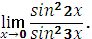 lim x→0 sin² 2x / sin² 3x .